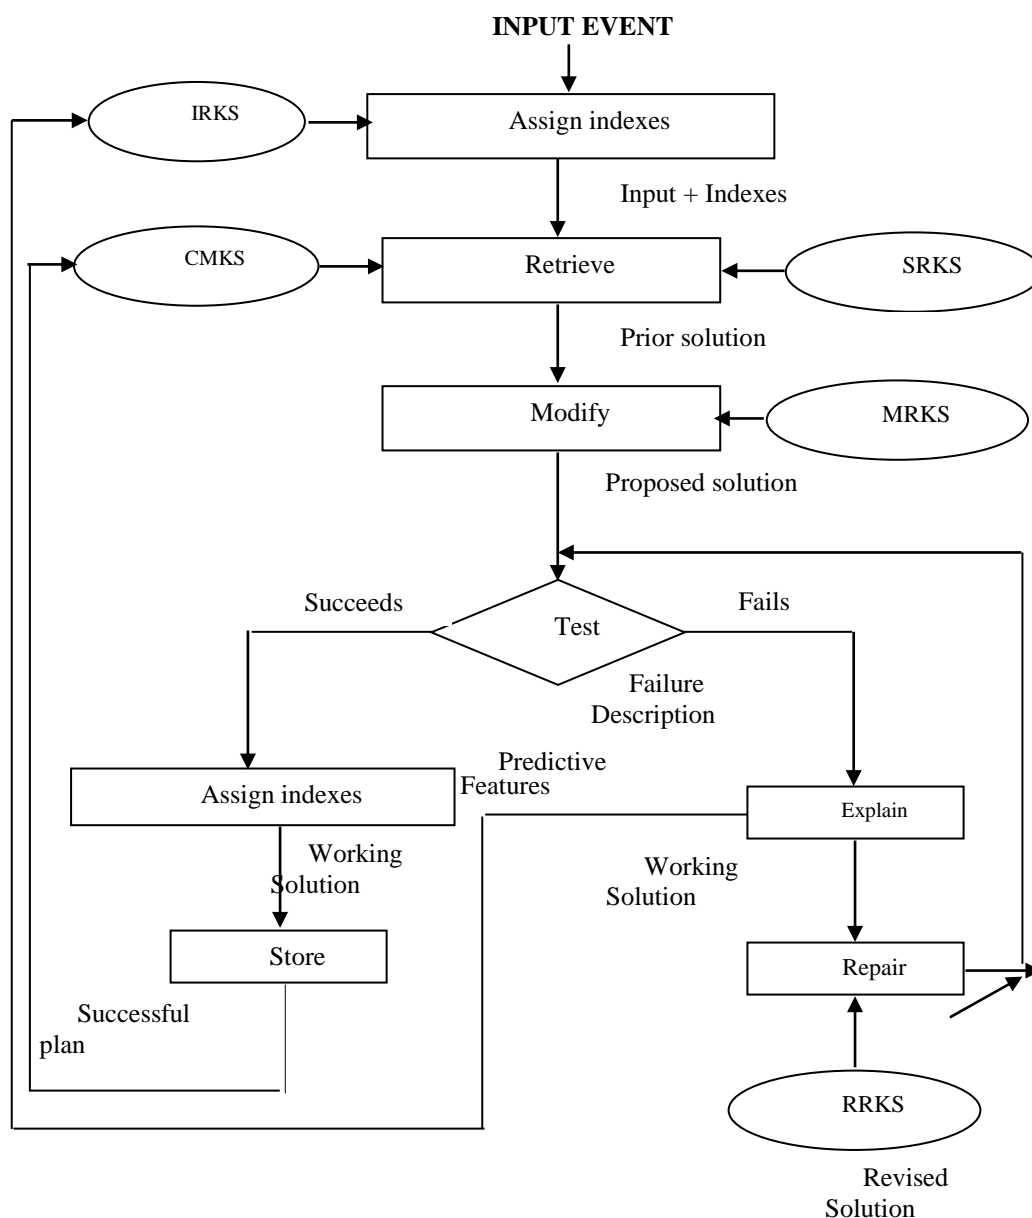 INPUT EVENT
IRKS
Assign indexes
Input + Indexes
CMKS
Retrieve
SRKS
Prior solution
Modify
MRKS
Proposed solution
Succeeds
Fails
Test
Failure
Description
Predictive
Features
Assign indexes
Explain
Working
Solution
Working
Solution
Store
Repair
Successful
plan
RRKS
Revised
Solution